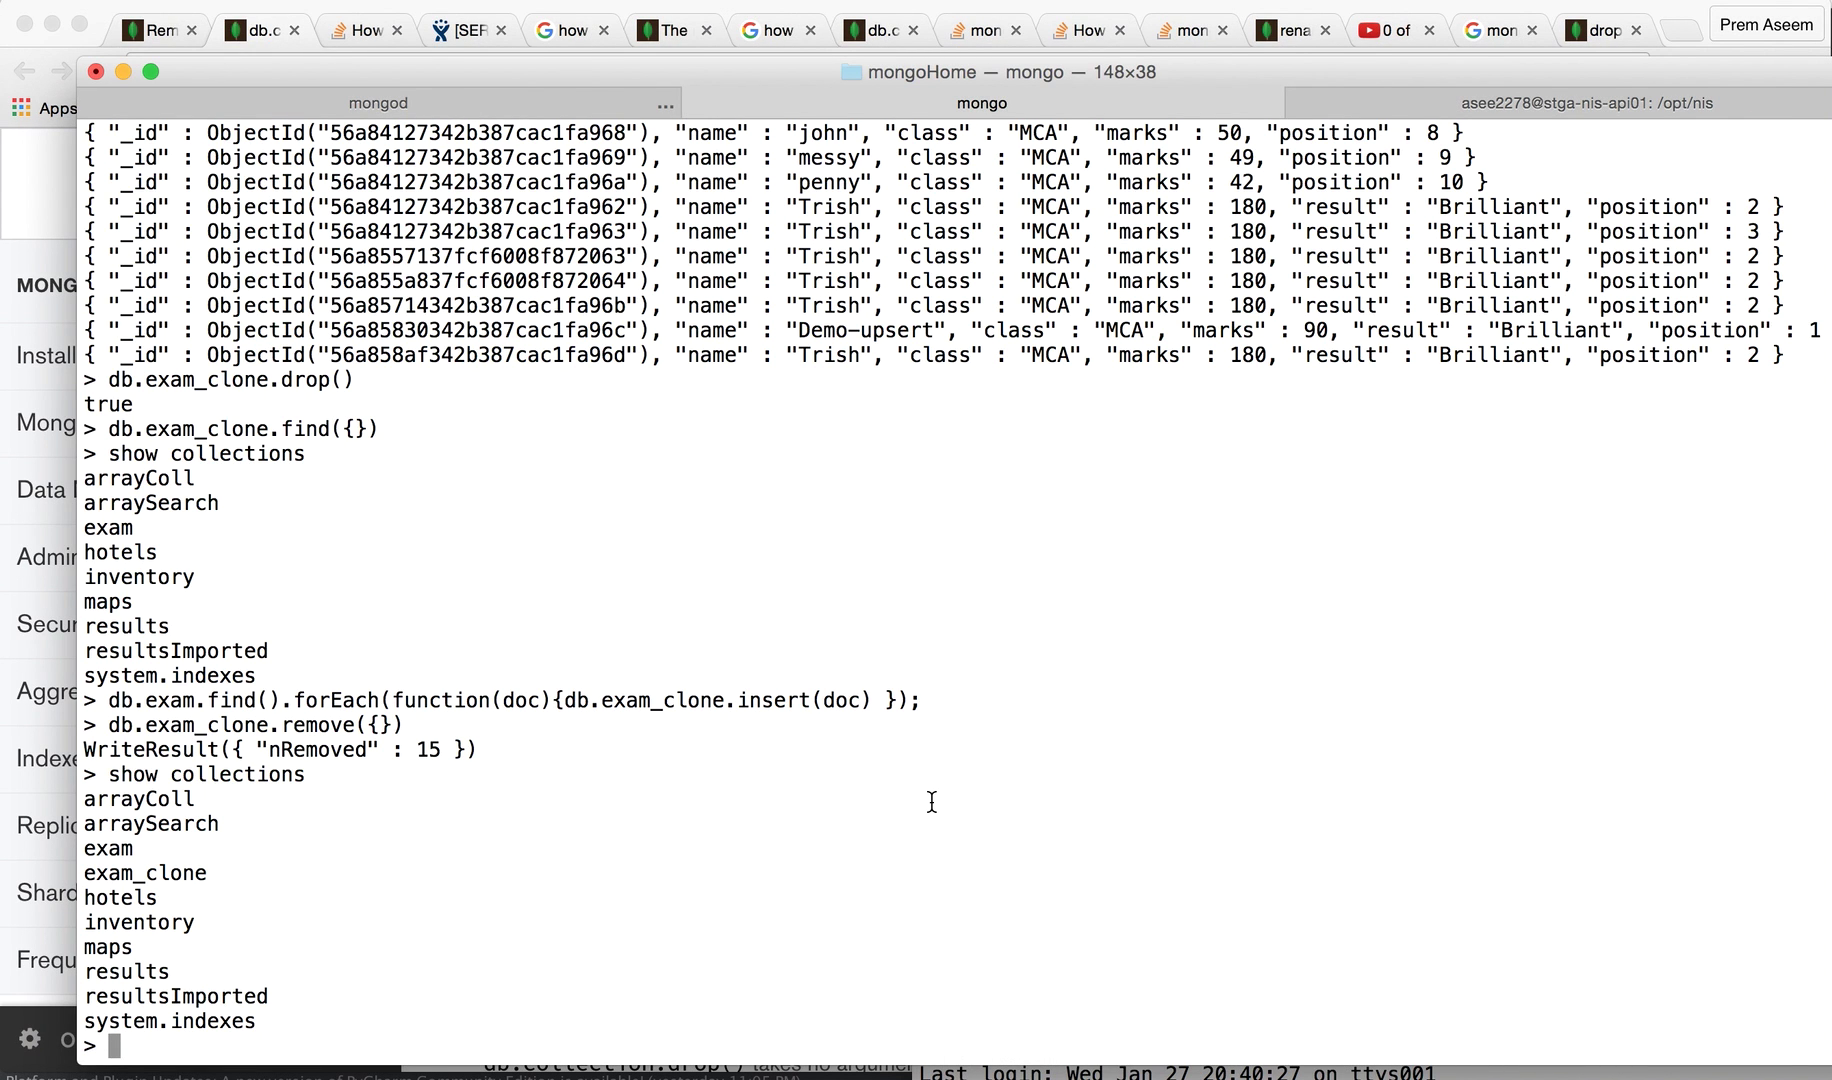 Rem db.c How [SER how The how db.c mon How mon rena 0 of mon drop Prem Aseem
mongoHome — mongo — 148×38
Apps
mongod ... mongo asee2278@stga-nis-api01: /opt/nis
{ "_id" : ObjectId("56a84127342b387cac1fa968"), "name" : "john", "class" : "MCA", "marks" : 50, "position" : 8 }
{ "_id" : ObjectId("56a84127342b387cac1fa969"), "name" : "messy", "class" : "MCA", "marks" : 49, "position" : 9 }
{ "_id" : ObjectId("56a84127342b387cac1fa96a"), "name" : "penny", "class" : "MCA", "marks" : 42, "position" : 10 }
{ "_id" : ObjectId("56a84127342b387cac1fa962"), "name" : "Trish", "class" : "MCA", "marks" : 180, "result" : "Brilliant", "position" : 2 }
{ "_id" : ObjectId("56a84127342b387cac1fa963"), "name" : "Trish", "class" : "MCA", "marks" : 180, "result" : "Brilliant", "position" : 3 }
{ "_id" : ObjectId("56a8557137fcf6008f872063"), "name" : "Trish", "class" : "MCA", "marks" : 180, "result" : "Brilliant", "position" : 2 }
{ "_id" : ObjectId("56a855a837fcf6008f872064"), "name" : "Trish", "class" : "MCA", "marks" : 180, "result" : "Brilliant", "position" : 2 }
{ "_id" : ObjectId("56a85714342b387cac1fa96b"), "name" : "Trish", "class" : "MCA", "marks" : 180, "result" : "Brilliant", "position" : 2 }
{ "_id" : ObjectId("56a85830342b387cac1fa96c"), "name" : "Demo-upsert", "class" : "MCA", "marks" : 90, "result" : "Brilliant", "position" : 1
{ "_id" : ObjectId("56a858af342b387cac1fa96d"), "name" : "Trish", "class" : "MCA", "marks" : 180, "result" : "Brilliant", "position" : 2 }
> db.exam_clone.drop()
true
> db.exam_clone.find({})
> show collections
arrayColl
arraySearch
exam
hotels
inventory
maps
results
resultsImported
system.indexes
> db.exam.find().forEach(function(doc){db.exam_clone.insert(doc) });
> db.exam_clone.remove({})
WriteResult({ "nRemoved" : 15 })
> show collections
arrayColl
arraySearch
exam
exam_clone
hotels
inventory
maps
results
resultsImported
system.indexes
>
MONG
Install
Mong
Data
Admin
Secur
Aggre
Indexe
Replic
Shard
Frequ
O
db.collection.drop() takes no argumen
Last login: Wed Jan 27 20:40:27 on ttys001